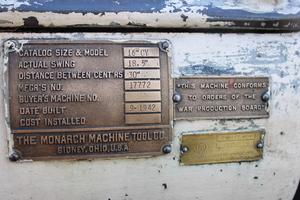 CATALOG SIZE & MODEL 16" CY
ACTUAL SWING 18.5"
DISTANCE BETWEEN CENTRS 30"
MFGR'S NO. 17772
BUYER'S MACHINE NO.
DATE BUILT 9-1942
COST INSTALLED
THE MONARCH MACHINE TOOL CO.
SIDNEY, OHIO, U.S.A.
"THIS MACHINE CONFORMS
TO ORDERS OF THE
WAR PRODUCTION BOARD"